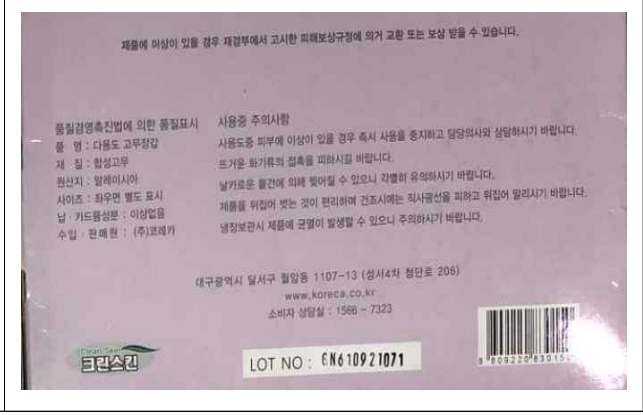 제품에 이상이 있을 경우 재경부에서 고시한 피해보상규정에 의거 교환 또는 보상 받을 수 있습니다.
품질경영촉진법에 의한 품질표시
품 명 : 다용도 고무장갑
재 질 : 합성고무
원산지 : 말레이시아
사이즈 : 좌우면 별도 표시
납 · 카드뮴성분 : 이상없음
수입 · 판매원 : (주)코레카
사용중 주의사항
사용도중 피부에 이상이 있을 경우 즉시 사용을 중지하고 담당의사와 상담하시기 바랍니다.
뜨거운 화기류의 접촉을 피하시길 바랍니다.
날카로운 물건에 의해 찢어질 수 있으니 각별히 유의하시기 바랍니다.
제품을 뒤집어 벗는 것이 편리하며 건조시에는 직사광선을 피하고 뒤집어 말리시기 바랍니다.
냉장보관시 제품에 균열이 발생할 수 있으니 주의하시기 바랍니다.
대구광역시 달서구 월암동 1107-13 (성서4차 첨단로 206)
www.koreca.co.kr
소비자 상담실 : 1566 - 7323
Clean Skin
크린스킨
LOT NO : GN610921071